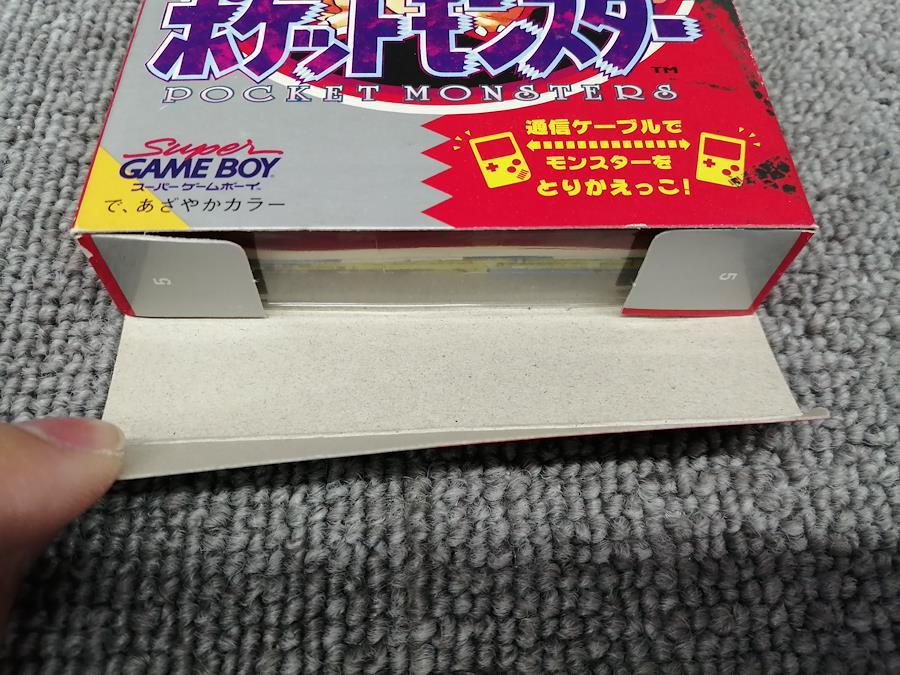 ポケットモンスター
TM
POCKET MONSTERS
Super
GAME BOY
スーパーゲームボーイ
で、あざやかカラー
通信ケーブルで
モンスターを
とりかえっこ!
5
5